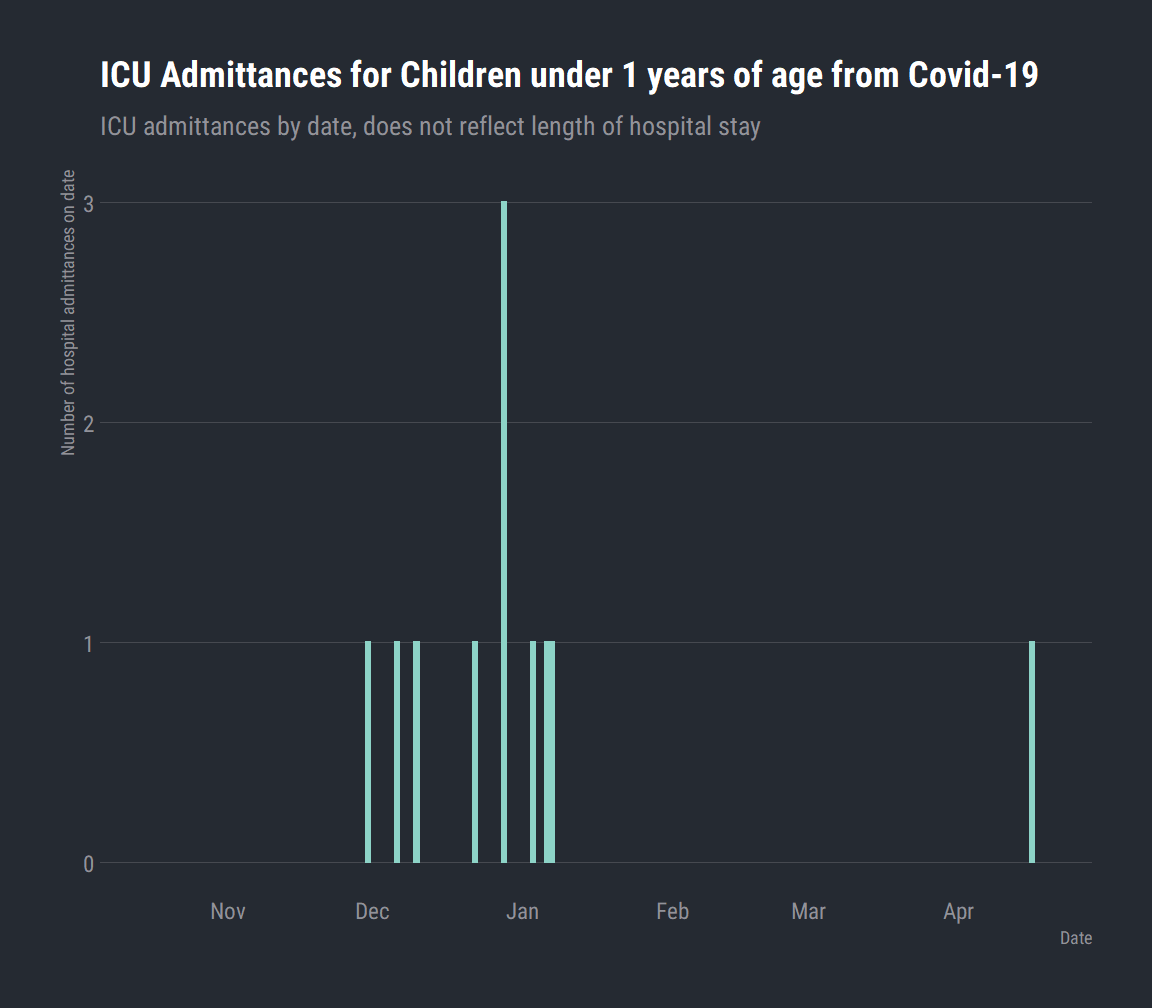 ICU Admittances for Children under 1 years of age from Covid-19
ICU admittances by date, does not reflect length of hospital stay
Number of hospital admittances on date
3
2
1
0
Nov Dec Jan Feb Mar Apr
Date